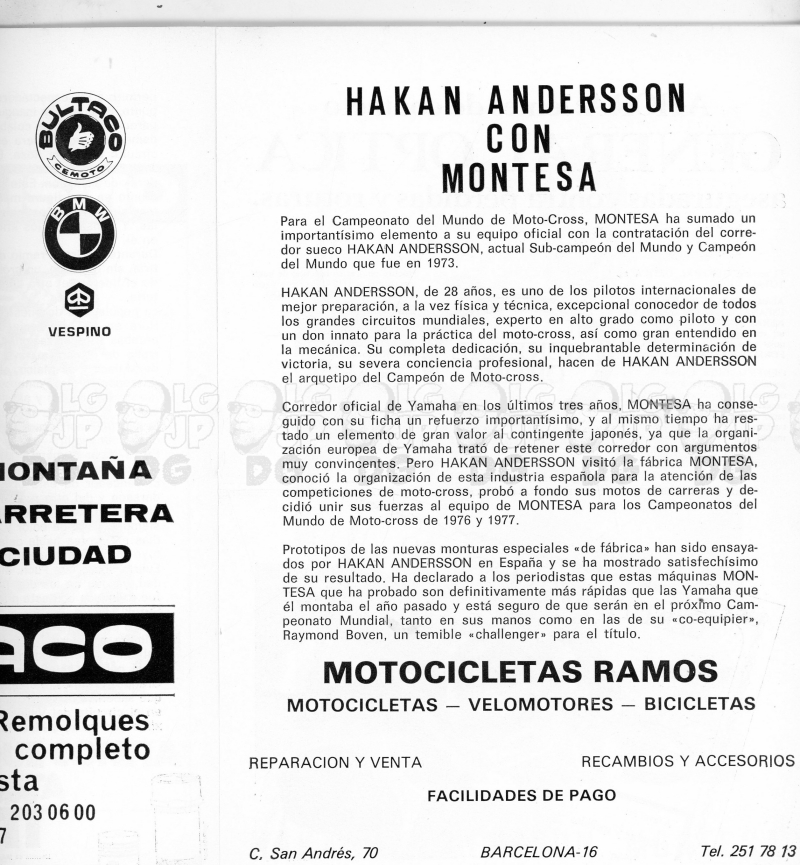 BULTACO
CEMOTO
BMW
VESPINO
MONTAÑA
ARRETERA
CIUDAD
ACO
Remolques
completo
sta
203 06 00
7
HAKAN ANDERSSON
CON
MONTESA
Para el Campeonato del Mundo de Moto-Cross, MONTESA ha sumado un
importantísimo elemento a su equipo oficial con la contratación del corre-
dor sueco HAKAN ANDERSSON, actual Sub-campeón del Mundo y Campeón
del Mundo que fue en 1973.
HAKAN ANDERSSON, de 28 años, es uno de los pilotos internacionales de
mejor preparación, a la vez física y técnica, excepcional conocedor de todos
los grandes circuitos mundiales, experto en alto grado como piloto y con
un don innato para la práctica del moto-cross, así como gran entendido en
la mecánica. Su completa dedicación, su inquebrantable determinación de
victoria, su severa conciencia profesional, hacen de HAKAN ANDERSSON
el arquetipo del Campeón de Moto-cross.
Corredor oficial de Yamaha en los últimos tres años, MONTESA ha conse-
guido con su ficha un refuerzo importantísimo, y al mismo tiempo ha res-
tado un elemento de gran valor al contingente japonés, ya que la organi-
zación europea de Yamaha trató de retener este corredor con argumentos
muy convincentes. Pero HAKAN ANDERSSON visitó la fábrica MONTESA,
conoció la organización de esta industria española para la atención de las
competiciones de moto-cross, probó a fondo sus motos de carreras y de-
cidió unir sus fuerzas al equipo de MONTESA para los Campeonatos del
Mundo de Moto-cross de 1976 y 1977.
Prototipos de las nuevas monturas especiales «de fábrica» han sido ensaya-
dos por HAKAN ANDERSSON en España y se ha mostrado satisfechísimo
de su resultado. Ha declarado a los periodistas que estas máquinas MON-
TESA que ha probado son definitivamente más rápidas que las Yamaha que
él montaba el año pasado y está seguro de que serán en el próximo Cam-
peonato Mundial, tanto en sus manos como en las de su «co-equipier»,
Raymond Boven, un temible «challenger» para el título.
MOTOCICLETAS RAMOS
MOTOCICLETAS — VELOMOTORES — BICICLETAS
REPARACION Y VENTA RECAMBIOS Y ACCESORIOS
FACILIDADES DE PAGO
C. San Andrés, 70 BARCELONA-16 Tel. 251 78 13